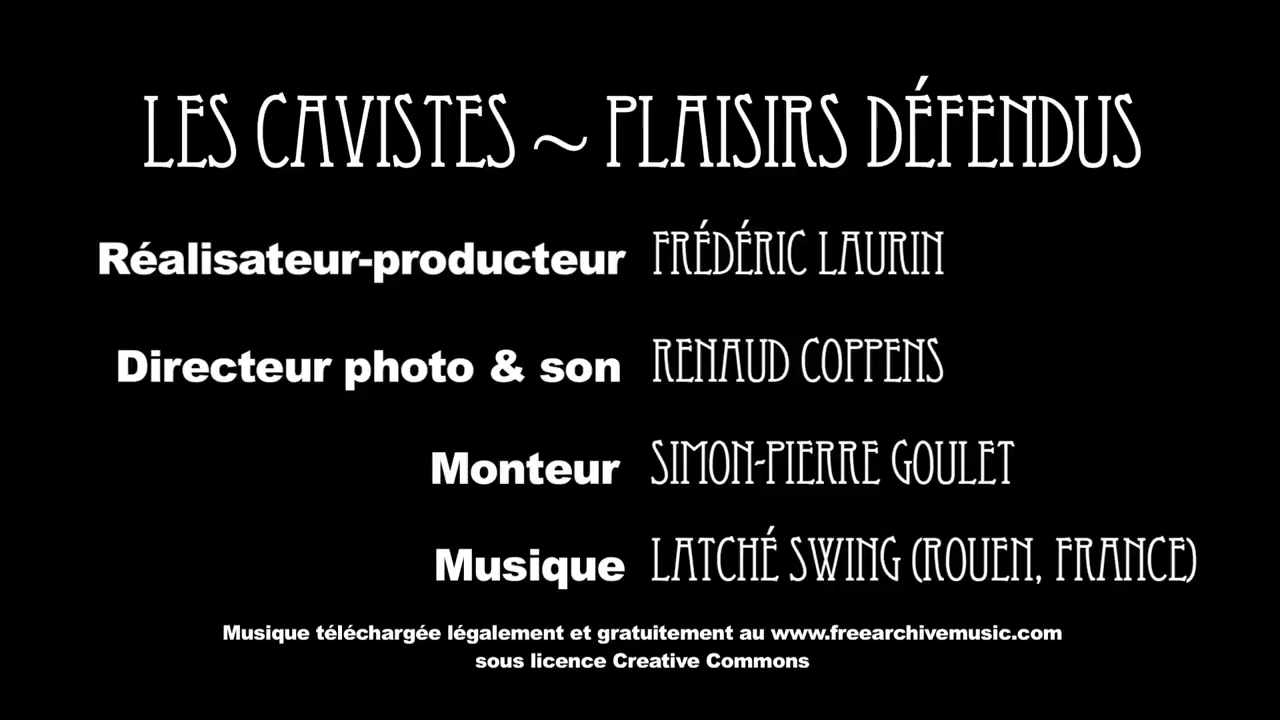 LES CAVISTES ~ PLAISIRS DÉFENDUS
Réalisateur-producteur FRÉDÉRIC LAURIN
Directeur photo & son RENAUD COPPENS
Monteur SIMON-PIERRE GOULET
Musique LATCHÉ SWING (ROUEN, FRANCE)
Musique téléchargée légalement et gratuitement au www.freearchivemusic.com
sous licence Creative Commons